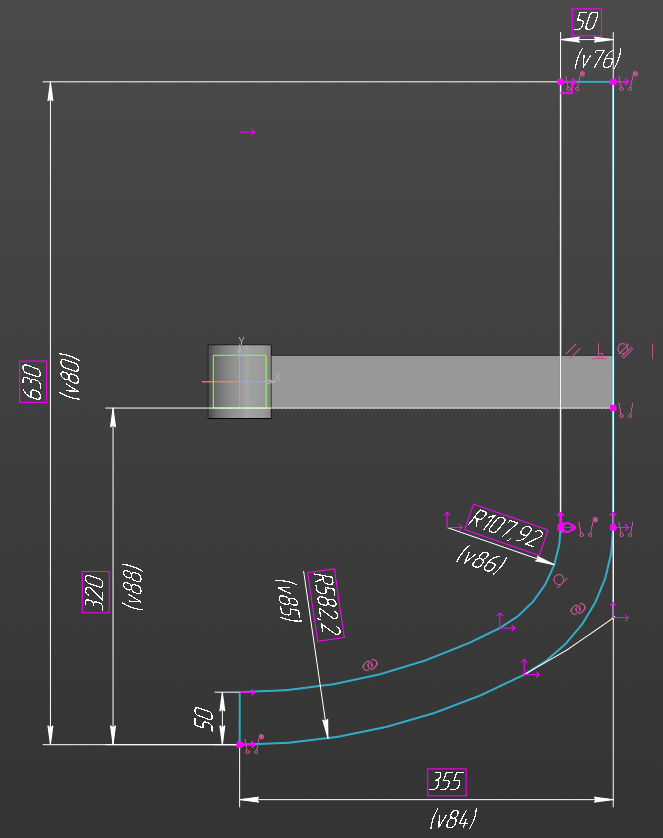 50
(v76)
Y
X
630
(v80)
320
(v88)
R107,92
(v86)
R582,2
(v85)
50
355
(v84)